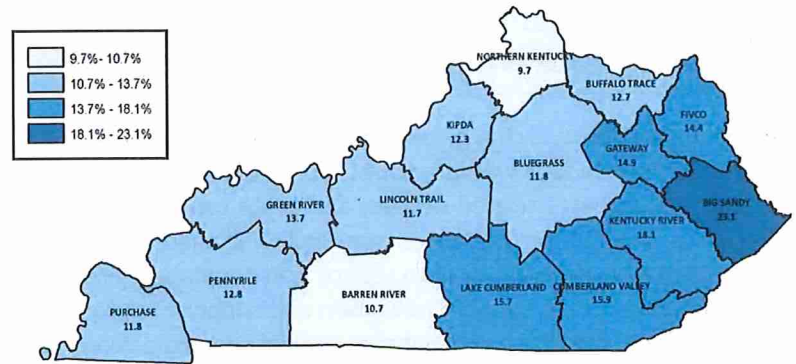 9.7%- 10.7%
10.7% - 13.7%
13.7% - 18.1%
18.1% - 23.1%
NORTHERN KENTUCKY
9.7
BUFFALO TRACE
12.7
FIVCO
14.4
KIPDA
12.3
GATEWAY
14.9
BLUEGRASS
11.8
BIG SANDY
23.1
GREEN RIVER
13.7
LINCOLN TRAIL
11.7
KENTUCKY RIVER
18.1
PENNYRILE
12.8
BARREN RIVER
10.7
LAKE CUMBERLAND
15.7
CUMBERLAND VALLEY
15.9
PURCHASE
11.8